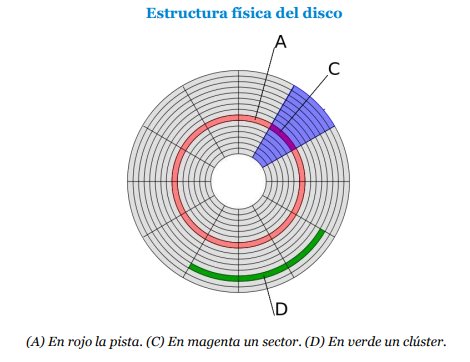 Estructura física del disco
A
C
D
(A) En rojo la pista. (C) En magenta un sector. (D) En verde un clúster.